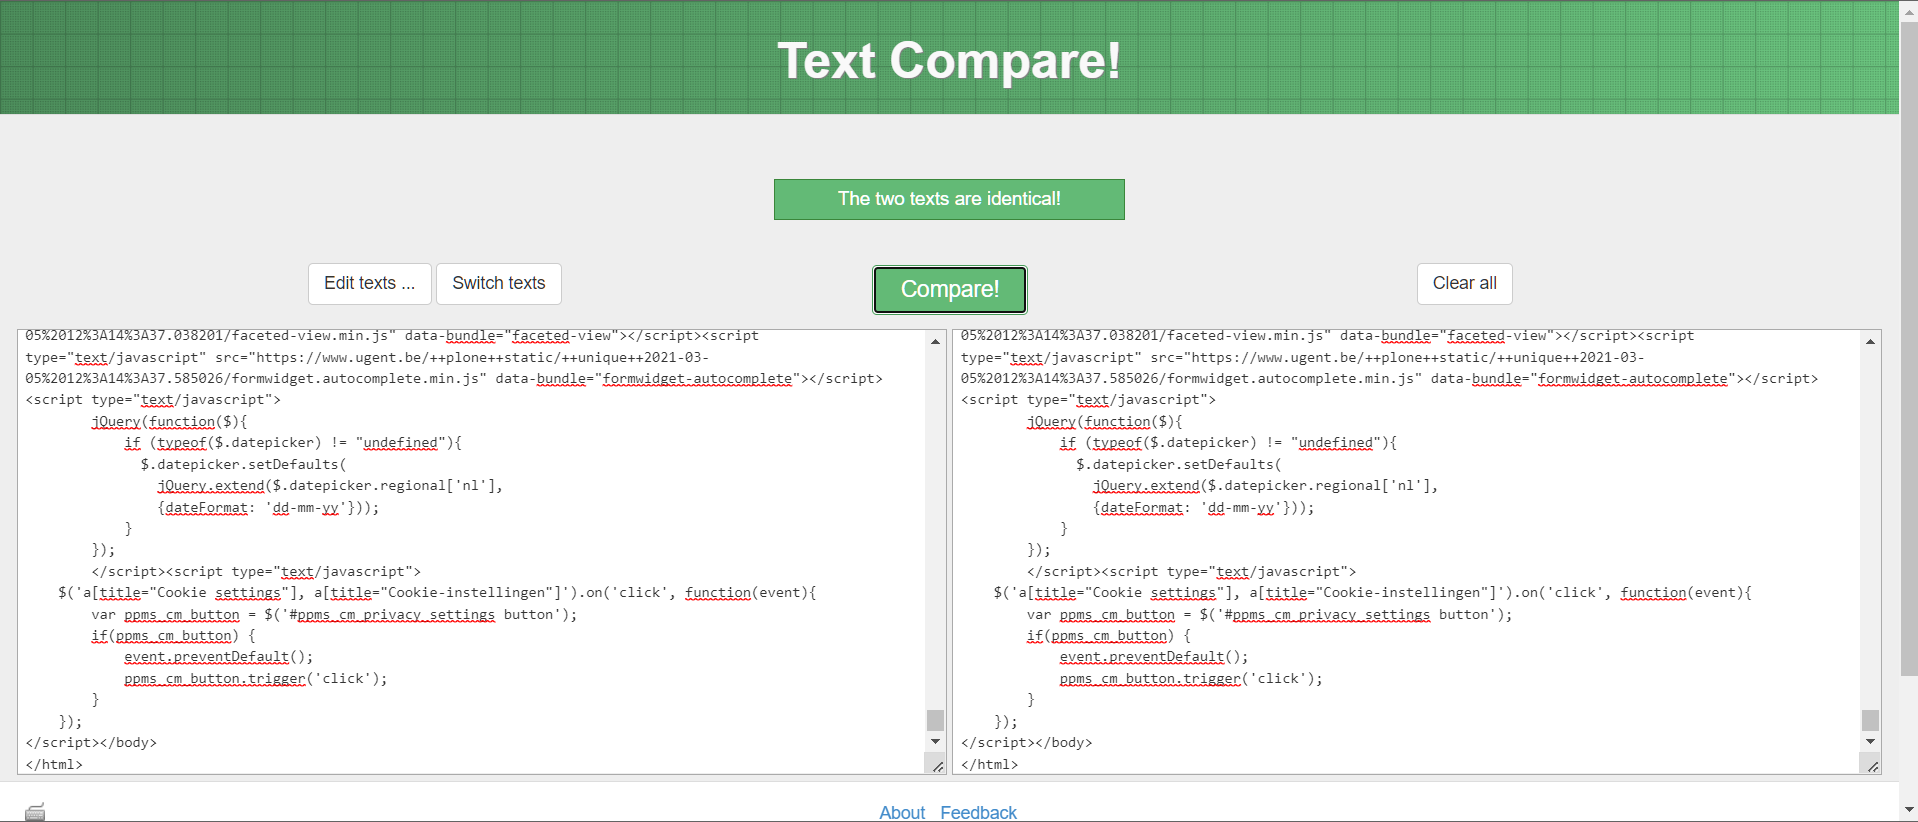 Text Compare!
The two texts are identical!
Edit texts ...
Switch texts
Compare!
Clear all
05%2012%3A14%3A37.038201/faceted-view.min.js" data-bundle="faceted-view"></script><script
type="text/javascript" src="https://www.ugent.be/++plone++static/++unique++2021-03-
05%2012%3A14%3A37.585026/formwidget.autocomplete.min.js" data-bundle="formwidget-autocomplete"></script>
<script type="text/javascript">
        jQuery(function($){
            if (typeof($.datepicker) != "undefined"){
              $.datepicker.setDefaults(
                jQuery.extend($.datepicker.regional['nl'],
                {dateFormat: 'dd-mm-yy'}));
            }
        });
        </script><script type="text/javascript">
    $('a[title="Cookie settings"], a[title="Cookie-instellingen"]').on('click', function(event){
        var ppms_cm_button = $('#ppms_cm_privacy_settings button');
        if(ppms_cm_button) {
            event.preventDefault();
            ppms_cm_button.trigger('click');
        }
    });
</script></body>
</html>
05%2012%3A14%3A37.038201/faceted-view.min.js" data-bundle="faceted-view"></script><script
type="text/javascript" src="https://www.ugent.be/++plone++static/++unique++2021-03-
05%2012%3A14%3A37.585026/formwidget.autocomplete.min.js" data-bundle="formwidget-autocomplete"></script>
<script type="text/javascript">
        jQuery(function($){
            if (typeof($.datepicker) != "undefined"){
              $.datepicker.setDefaults(
                jQuery.extend($.datepicker.regional['nl'],
                {dateFormat: 'dd-mm-yy'}));
            }
        });
        </script><script type="text/javascript">
    $('a[title="Cookie settings"], a[title="Cookie-instellingen"]').on('click', function(event){
        var ppms_cm_button = $('#ppms_cm_privacy_settings button');
        if(ppms_cm_button) {
            event.preventDefault();
            ppms_cm_button.trigger('click');
        }
    });
</script></body>
</html>
About Feedback